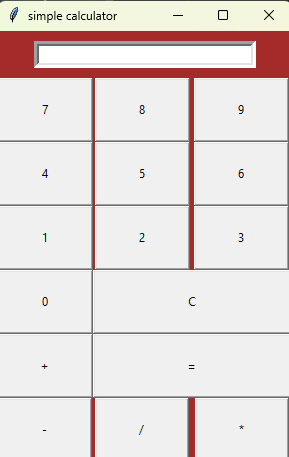 simple calculator
7 8 9
4 5 6
1 2 3
0 C
+ =
- / *